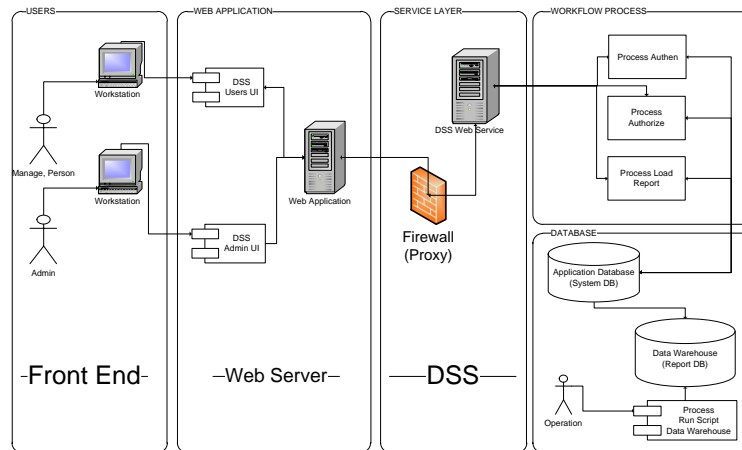 USERS
WEB APPLICATION
SERVICE LAYER
WORKFLOW PROCESS
Workstation
Manage, Person
Workstation
Admin
Front End
DSS
Users UI
Web Application
DSS
Admin UI
Web Server
DSS Web Service
Firewall
(Proxy)
DSS
Process Authen
Process
Authorize
Process Load
Report
DATABASE
Application Database
(System DB)
Data Warehouse
(Report DB)
Operation
Process
Run Script
Data Warehouse